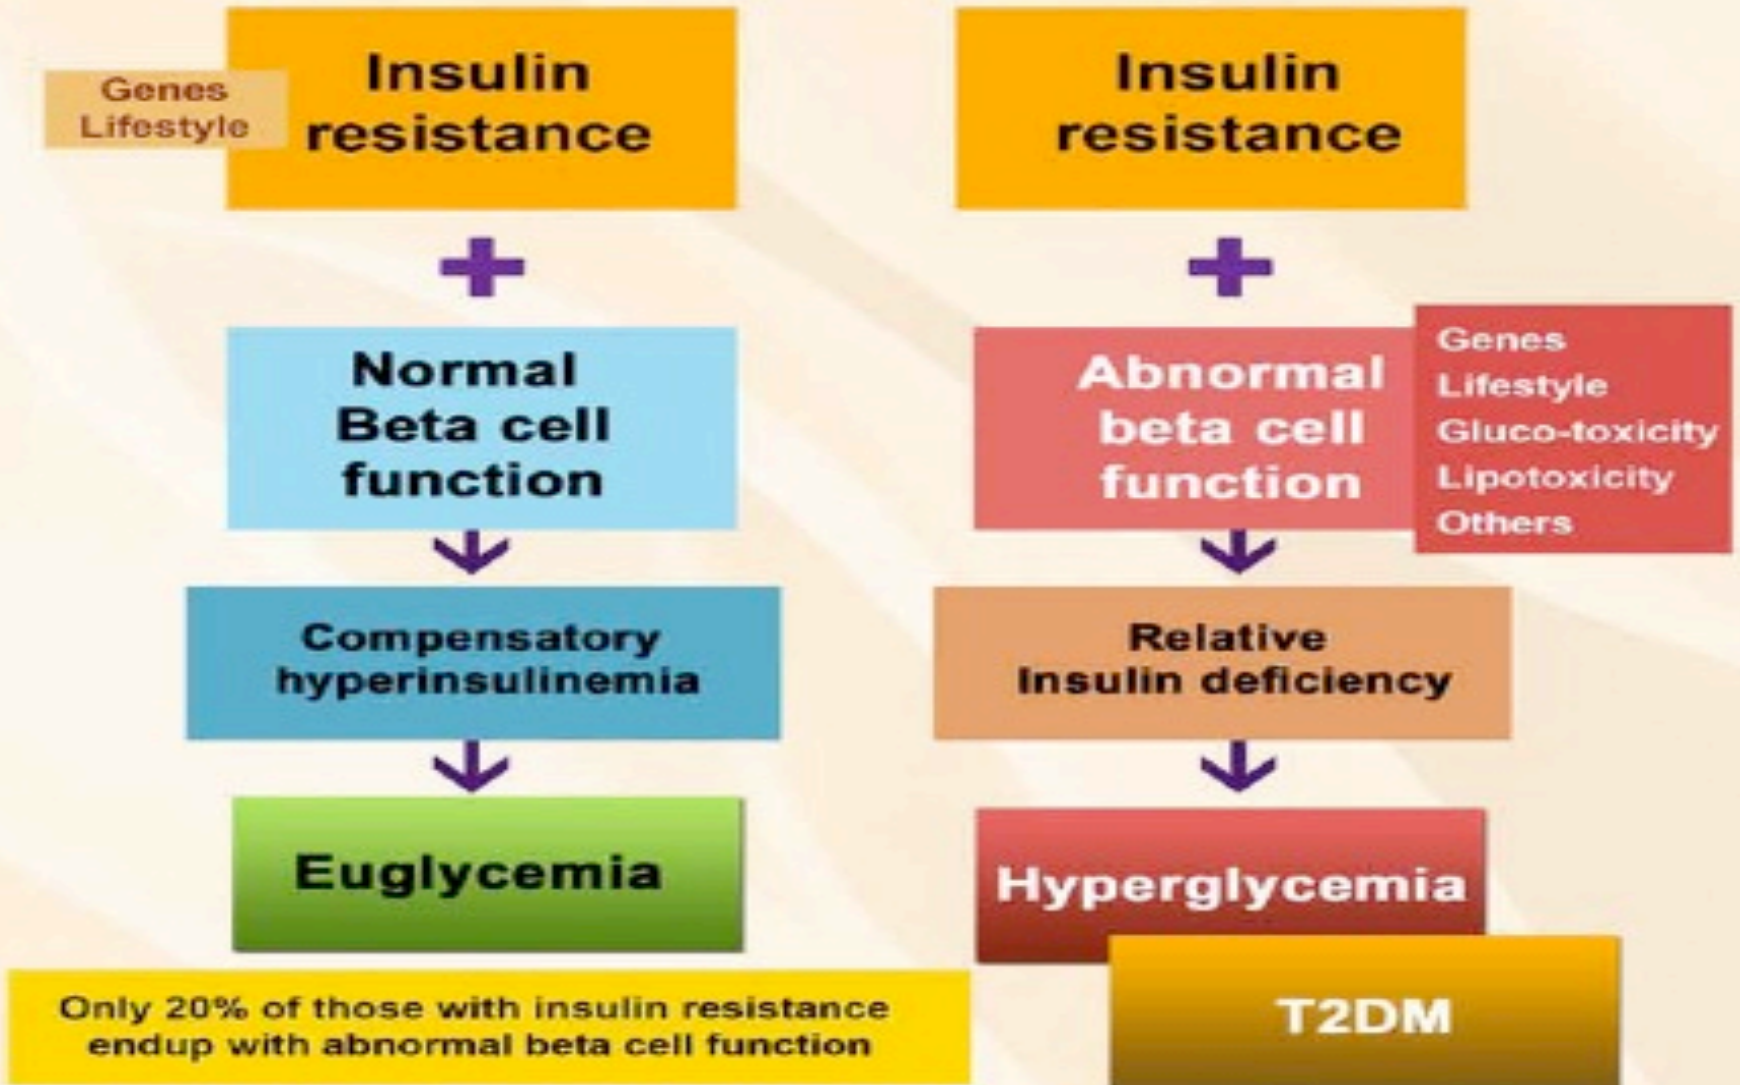 Genes
Lifestyle
Insulin
resistance
+
Normal
Beta cell
function
Compensatory
hyperinsulinemia
Euglycemia
Only 20% of those with insulin resistance
endup with abnormal beta cell function
Insulin
resistance
+
Abnormal
beta cell
function
Genes
Lifestyle
Gluco-toxicity
Lipotoxicity
Others
Relative
Insulin deficiency
Hyperglycemia
T2DM